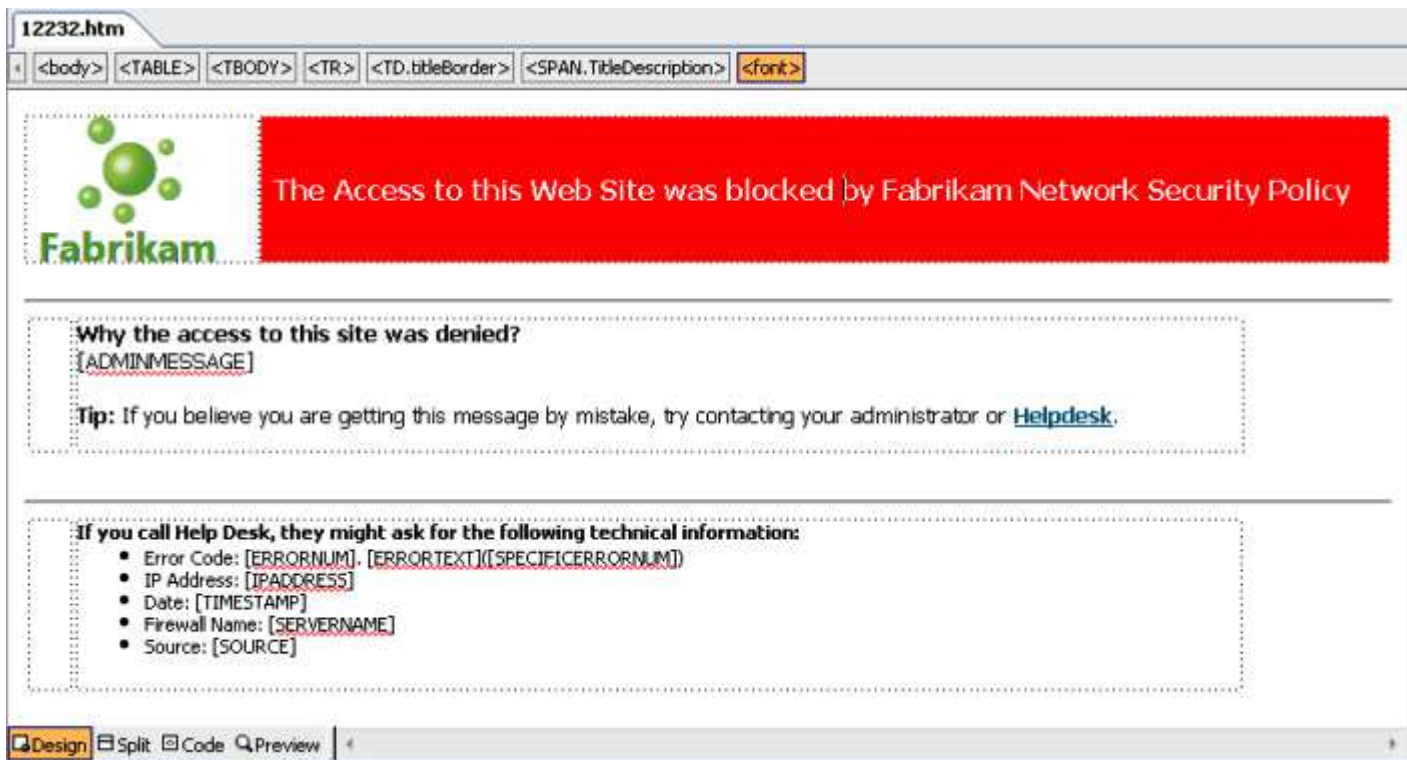 12232.htm
<body> <TABLE> <TBODY> <TR> <TD.titleBorder> <SPAN.TitleDescription> <font>
The Access to this Web Site was blocked by Fabrikam Network Security Policy
Fabrikam
Why the access to this site was denied?
[ADMINMESSAGE]
Tip: If you believe you are getting this message by mistake, try contacting your administrator or Helpdesk.
If you call Help Desk, they might ask for the following technical information:
• Error Code: [ERRORNUM]. [ERRORTEXT]([SPECIFICERRORNUM])
• IP Address: [IPADDRESS]
• Date: [TIMESTAMP]
• Firewall Name: [SERVERNAME]
• Source: [SOURCE]
Design Split Code Preview